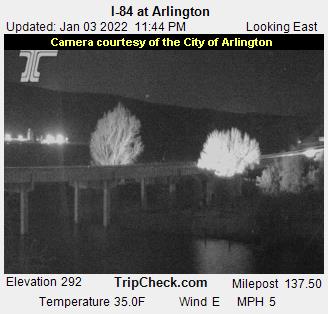 I-84 at Arlington
Updated: Jan 03 2022 11:44 PM Looking East
Camera courtesy of the City of Arlington
Elevation 292 TripCheck.com Milepost 137.50
Temperature 35.0F Wind E MPH 5